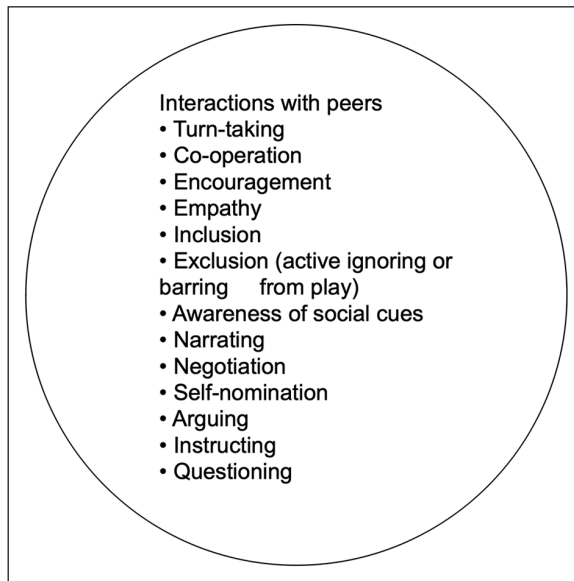 Interactions with peers
• Turn-taking
• Co-operation
• Encouragement
• Empathy
• Inclusion
• Exclusion (active ignoring or
barring from play)
• Awareness of social cues
• Narrating
• Negotiation
• Self-nomination
• Arguing
• Instructing
• Questioning